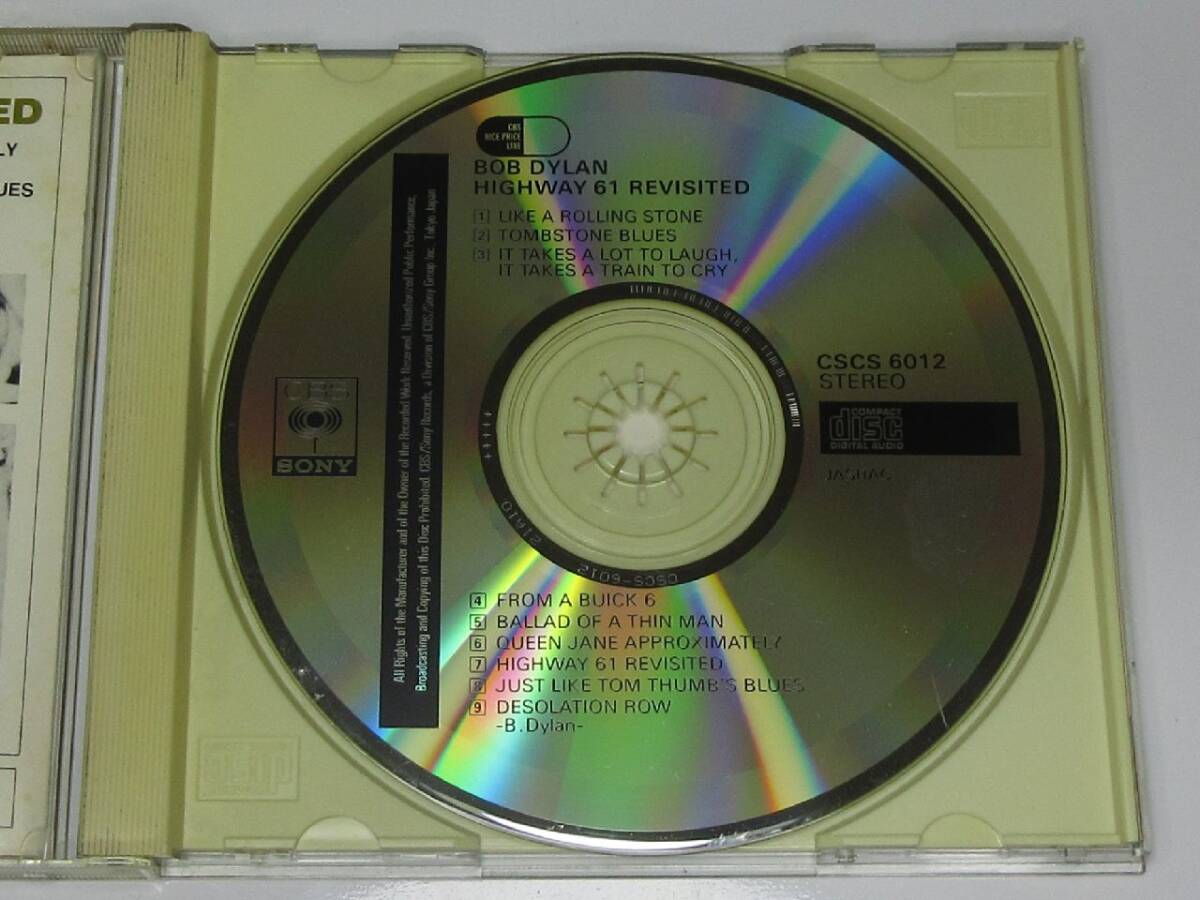 ED
LY
UES
CBS
NICE PRICE
LINE
BOB DYLAN
HIGHWAY 61 REVISITED
1 LIKE A ROLLING STONE
2 TOMBSTONE BLUES
3 IT TAKES A LOT TO LAUGH,
IT TAKES A TRAIN TO CRY
CBS
SONY
All Rights of the Manufacturer and of the Owner of the Recorded Work Reserved. Unauthorized Public Performance,
Broadcasting and Copying of this Disc Prohibited. CBS/Sony Records, a Division of CBS/Sony Group Inc. Tokyo Japan
CSCS 6012
STEREO
COMPACT
disc
DIGITAL AUDIO
JASRAC
CSCS-6012
21A10
+++++
4 FROM A BUICK 6
5 BALLAD OF A THIN MAN
6 QUEEN JANE APPROXIMATELY
7 HIGHWAY 61 REVISITED
8 JUST LIKE TOM THUMB'S BLUES
9 DESOLATION ROW
-B.Dylan-